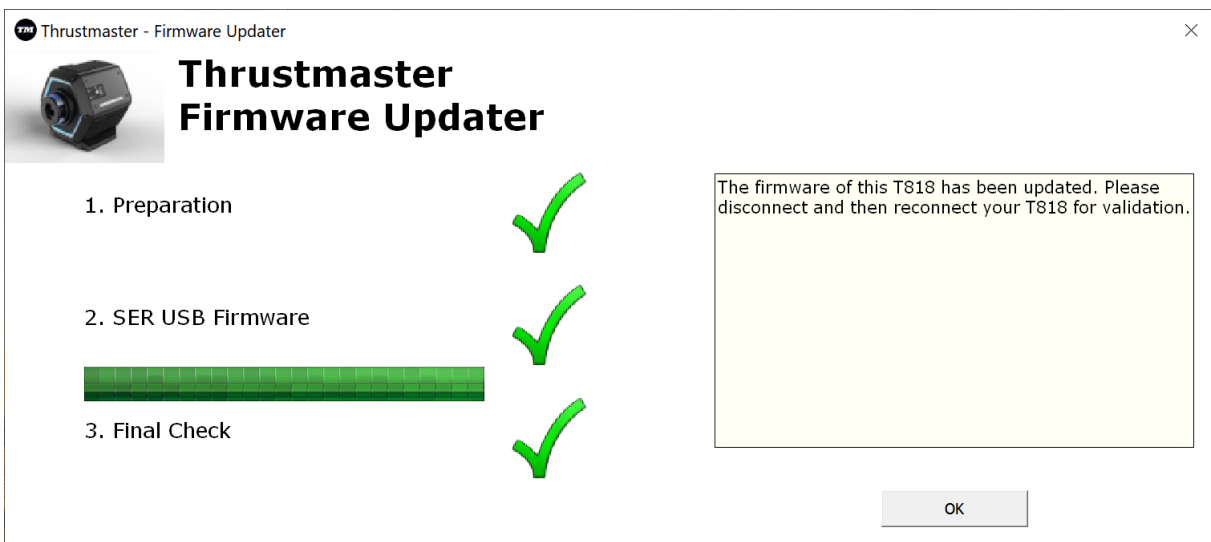 Thrustmaster - Firmware Updater
Thrustmaster
Firmware Updater
1. Preparation
2. SER USB Firmware
3. Final Check
The firmware of this T818 has been updated. Please
disconnect and then reconnect your T818 for validation.
OK